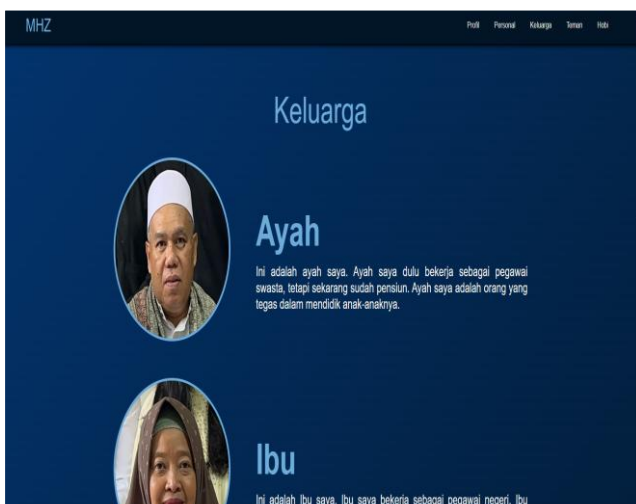 MHZ
Profil Personal Keluarga Teman Hobi
Keluarga
Ayah
Ini adalah ayah saya. Ayah saya dulu bekerja sebagai pegawai
swasta, tetapi sekarang sudah pensiun. Ayah saya adalah orang yang
tegas dalam mendidik anak-anaknya.
Ibu
Ini adalah Ibu saya. Ibu saya bekerja sebagai pegawai negeri. Ibu